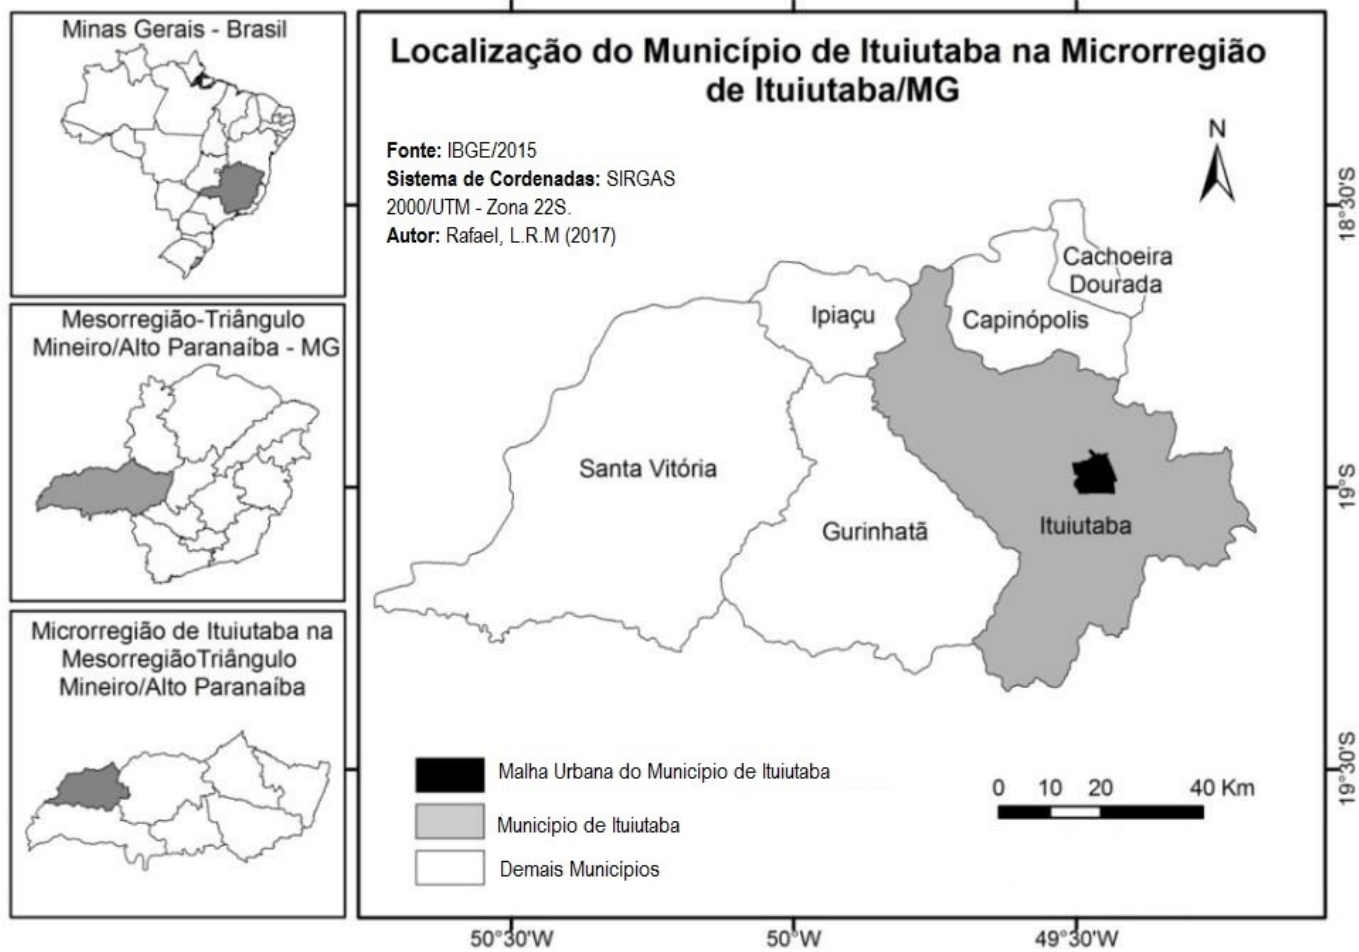 Minas Gerais - Brasil
Mesorregião-Triângulo
Mineiro/Alto Paranaíba - MG
Microrregião de Ituiutaba na
MesorregiãoTriângulo
Mineiro/Alto Paranaíba
Localização do Município de Ituiutaba na Microrregião
de Ituiutaba/MG
Fonte: IBGE/2015
Sistema de Cordenadas: SIRGAS
2000/UTM - Zona 22S.
Autor: Rafael, L.R.M (2017)
N
Cachoeira
Dourada
Ipiaçu
Capinópolis
Santa Vitória
Gurinhatã
Ituiutaba
Malha Urbana do Município de Ituiutaba
Município de Ituiutaba
Demais Municípios
0 10 20 40 Km
18°30'S
19°S
19°30'S
50°30'W 50°W 49°30'W